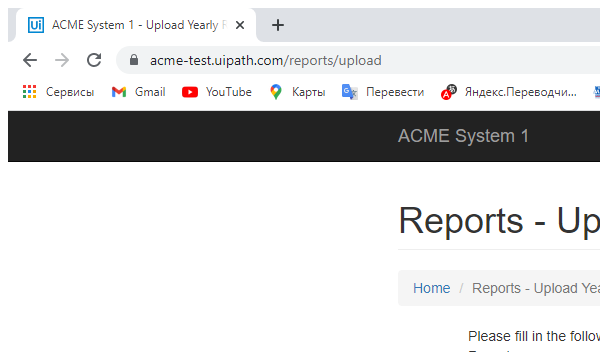 Ui ACME System 1 - Upload Yearly
acme-test.uipath.com/reports/upload
Сервисы Gmail YouTube Карты Перевести Яндекс.Переводчи...
ACME System 1
Reports - Up
Home / Reports - Upload Yea
Please fill in the follow